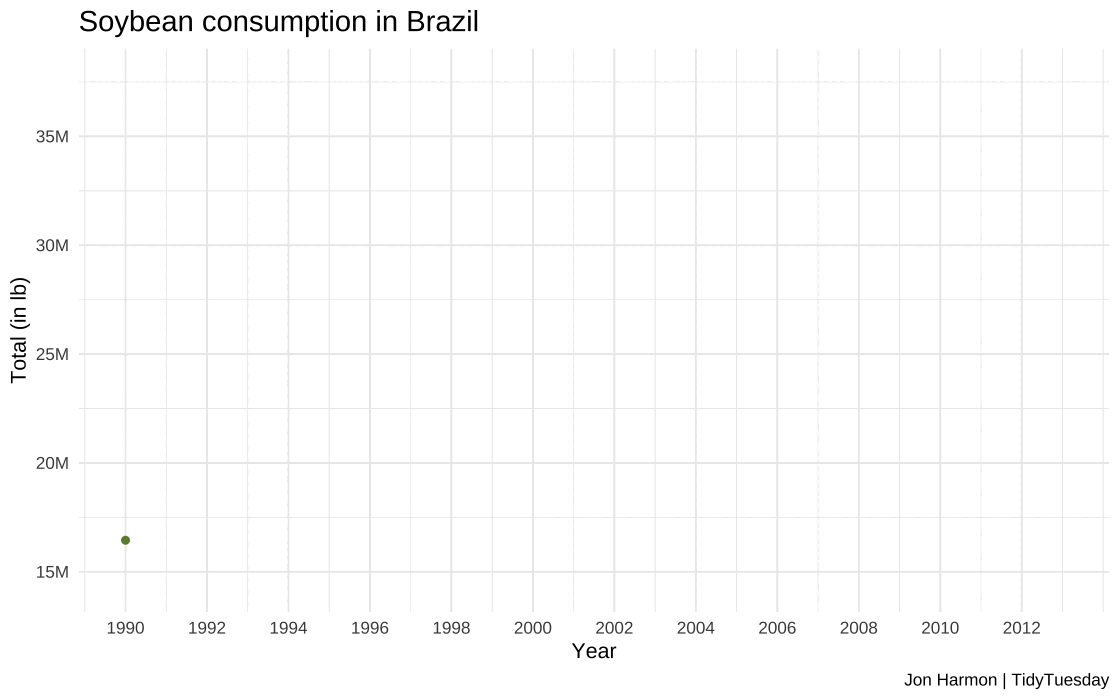 Soybean consumption in Brazil
Total (in lb)
35M
30M
25M
20M
15M
1990 1992 1994 1996 1998 2000 2002 2004 2006 2008 2010 2012
Year
Jon Harmon | TidyTuesday